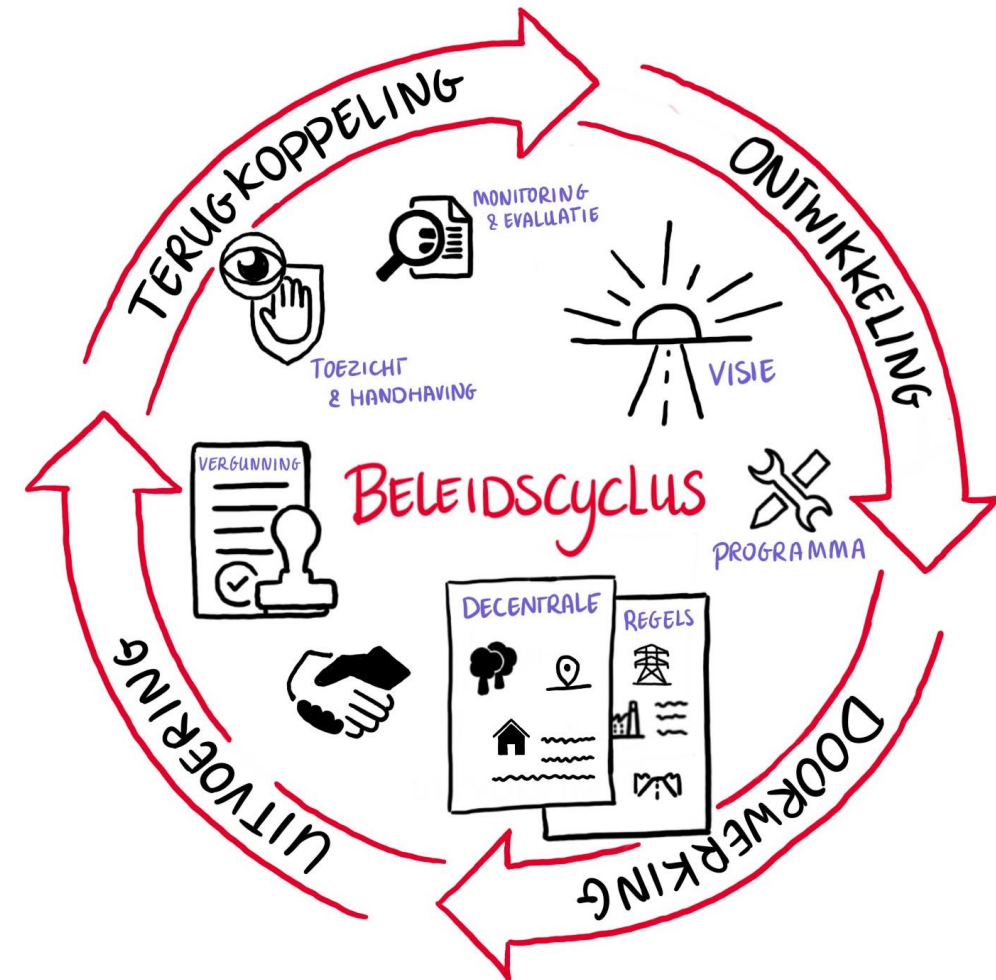 TERUGKOPPELING
ONTWIKKELING
MONITORING
& EVALUATIE
TOEZICHT
& HANDHAVING
VISIE
VERGUNNING
BELEIDSCYCLUS
PROGRAMMA
DECENTRALE
REGELS
UITVOERING
DOORWERKING